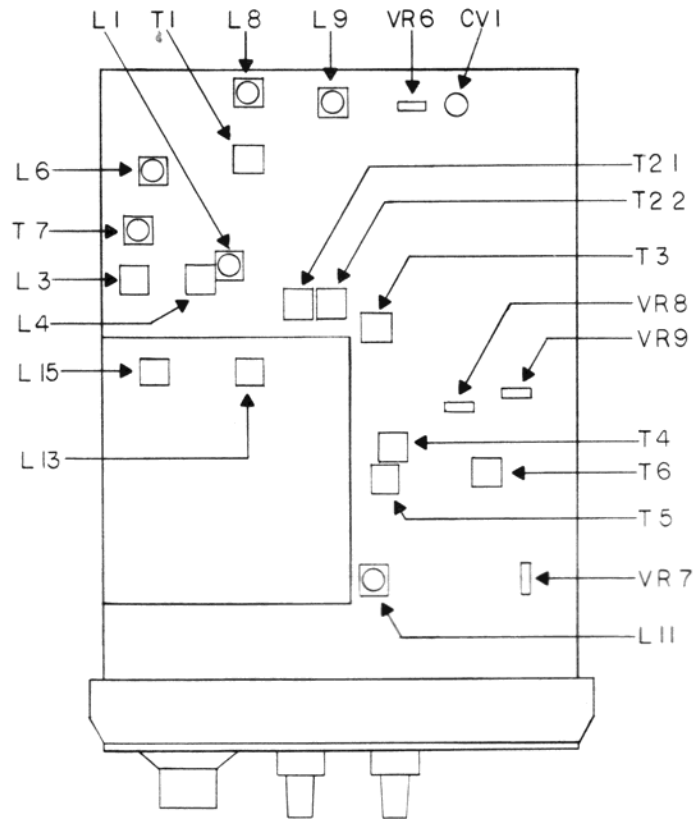 L1 T1 L8 L9 VR6 CV1
L6
T7
L3
L4
L15
L13
T21
T22
T3
VR8
VR9
T4
T6
T5
VR7
L11